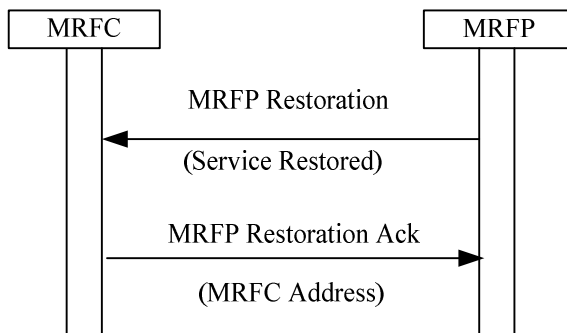 MRFC
MRFP
MRFP Restoration
(Service Restored)
MRFP Restoration Ack
(MRFC Address)